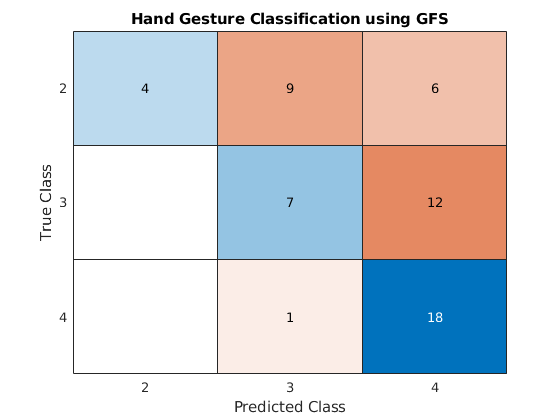 Hand Gesture Classification using GFS
2 4 9 6
3 7 12
4 1 18
2 3 4
True Class
Predicted Class